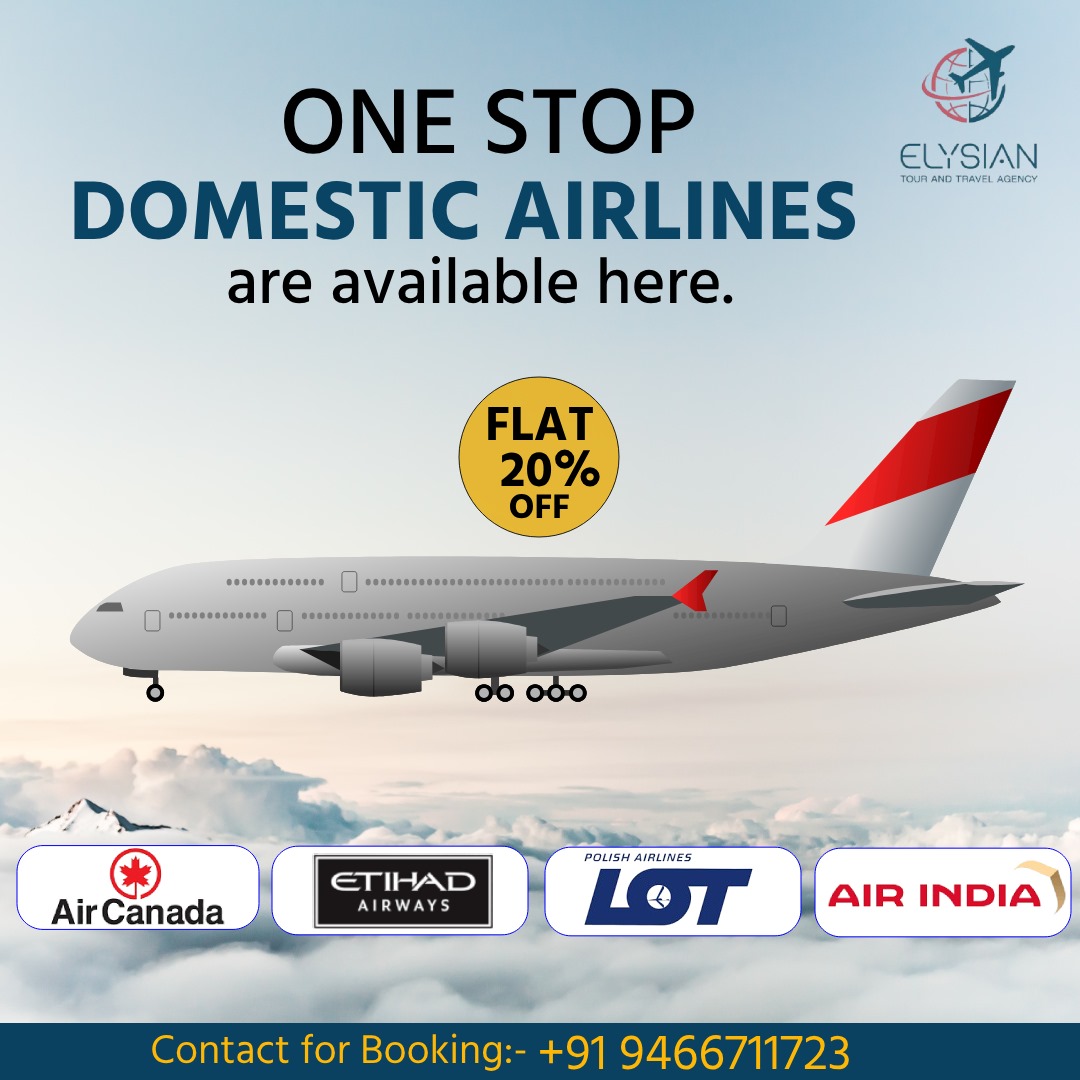 ONE STOP
DOMESTIC AIRLINES
are available here.
ELYSIAN
TOUR AND TRAVEL AGENCY
FLAT
20%
OFF
Air Canada
ETIHAD
AIRWAYS
POLISH AIRLINES
LOT
AIR INDIA
Contact for Booking:- +91 9466711723